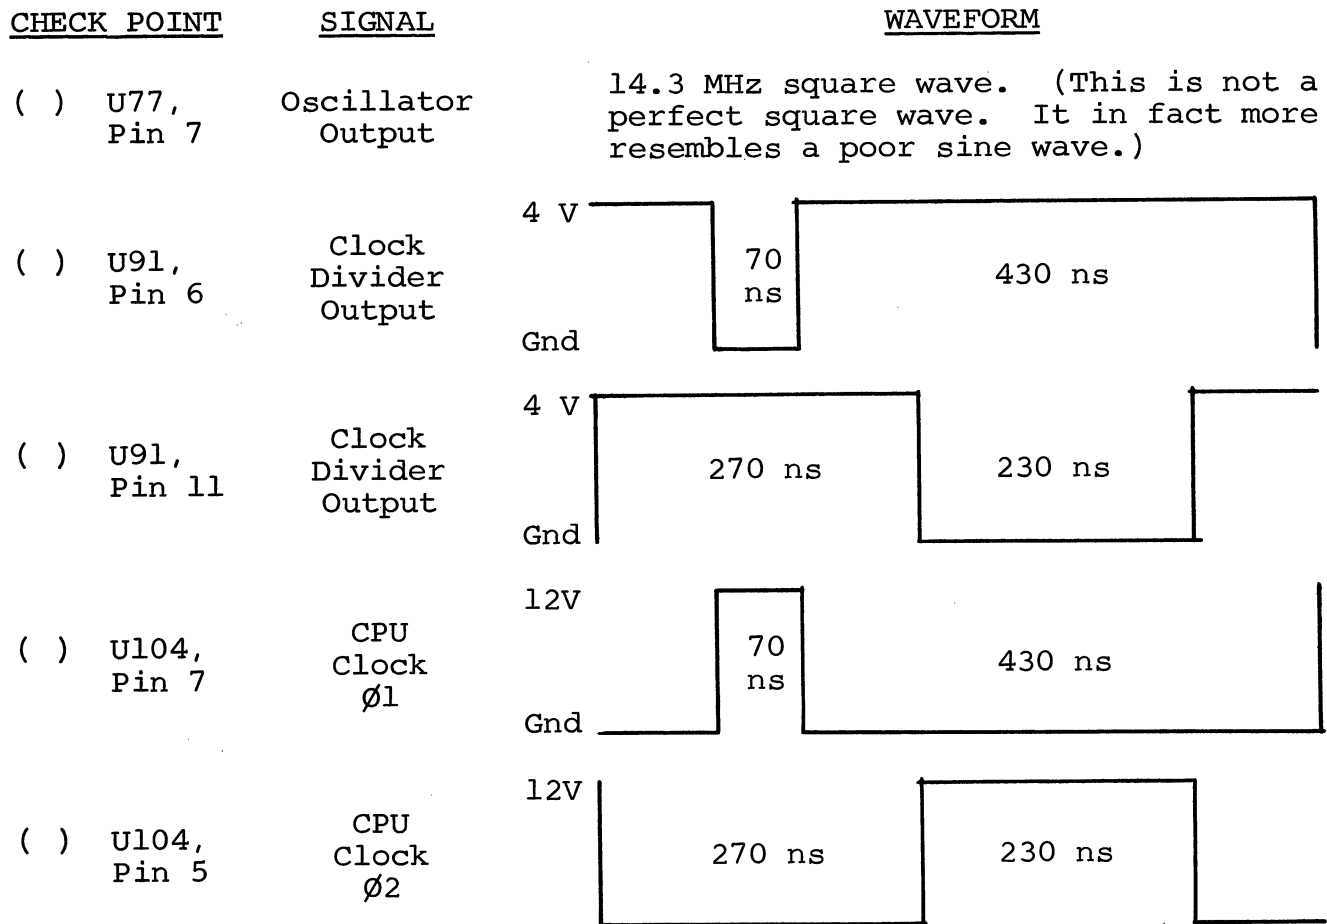 CHECK POINT SIGNAL WAVEFORM
( ) U77, Pin 7
Oscillator Output
14.3 MHz square wave. (This is not a
perfect square wave. It in fact more
resembles a poor sine wave.)
( ) U91,
Pin 6
Clock
Divider
Output
4 V
Gnd
70
ns
430 ns
( ) U91,
Pin 11
Clock
Divider
Output
4 V
Gnd
270 ns
230 ns
( ) U104,
Pin 7
CPU
Clock
Ø1
12V
Gnd
70
ns
430 ns
( ) U104,
Pin 5
CPU
Clock
Ø2
12V
270 ns
230 ns